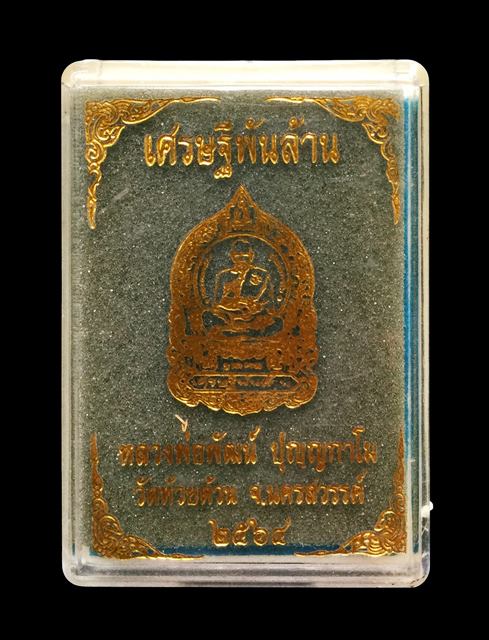 เศรษฐีพันล้าน
หลวงพ่อพัฒน์ ปุญฺญกาโม
วัดห้วยด้วน จ.นครสวรรค์
๒๕๖๔